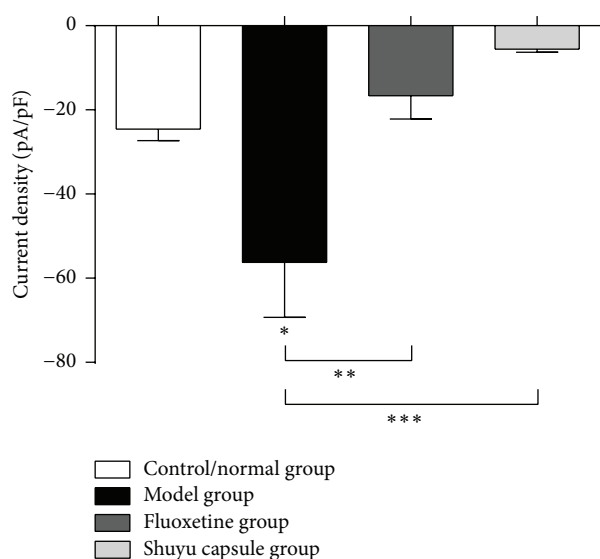 0
−20
−40
−60
−80
Current density (pA/pF)
*
**
***
Control/normal group
Model group
Fluoxetine group
Shuyu capsule group